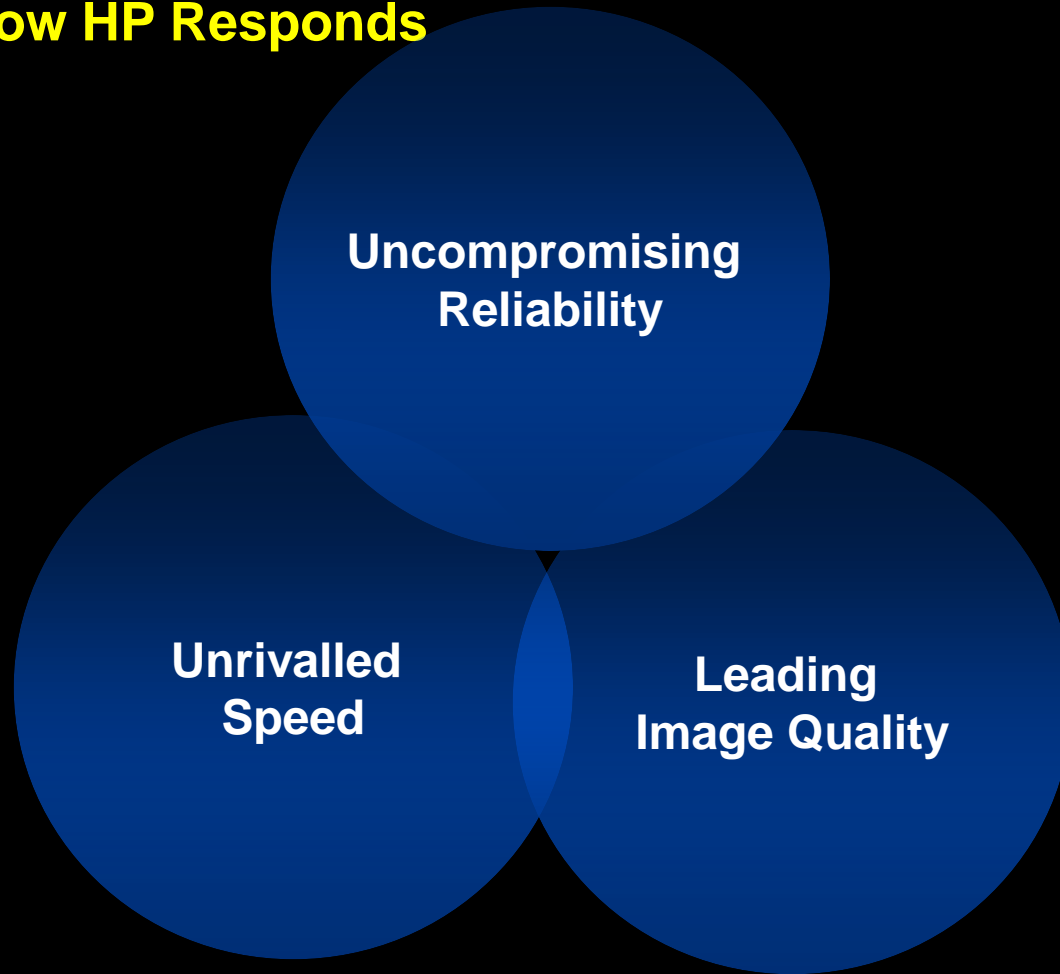 ow HP Responds
Uncompromising
Reliability
Unrivalled
Speed
Leading
Image Quality